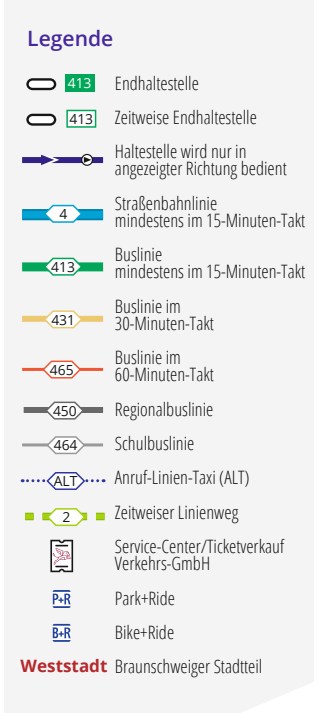 Legende
413 Endhaltestelle
413 Zeitweise Endhaltestelle
Haltestelle wird nur in
angezeigter Richtung bedient
4 Straßenbahnlinie
mindestens im 15-Minuten-Takt
413 Buslinie
mindestens im 15-Minuten-Takt
431 Buslinie im
30-Minuten-Takt
465 Buslinie im
60-Minuten-Takt
450 Regionalbuslinie
464 Schulbuslinie
ALT Anruf-Linien-Taxi (ALT)
2 Zeitweiser Linienweg
Service-Center/Ticketverkauf
Verkehrs-GmbH
P+R Park+Ride
B+R Bike+Ride
Weststadt Braunschweiger Stadtteil